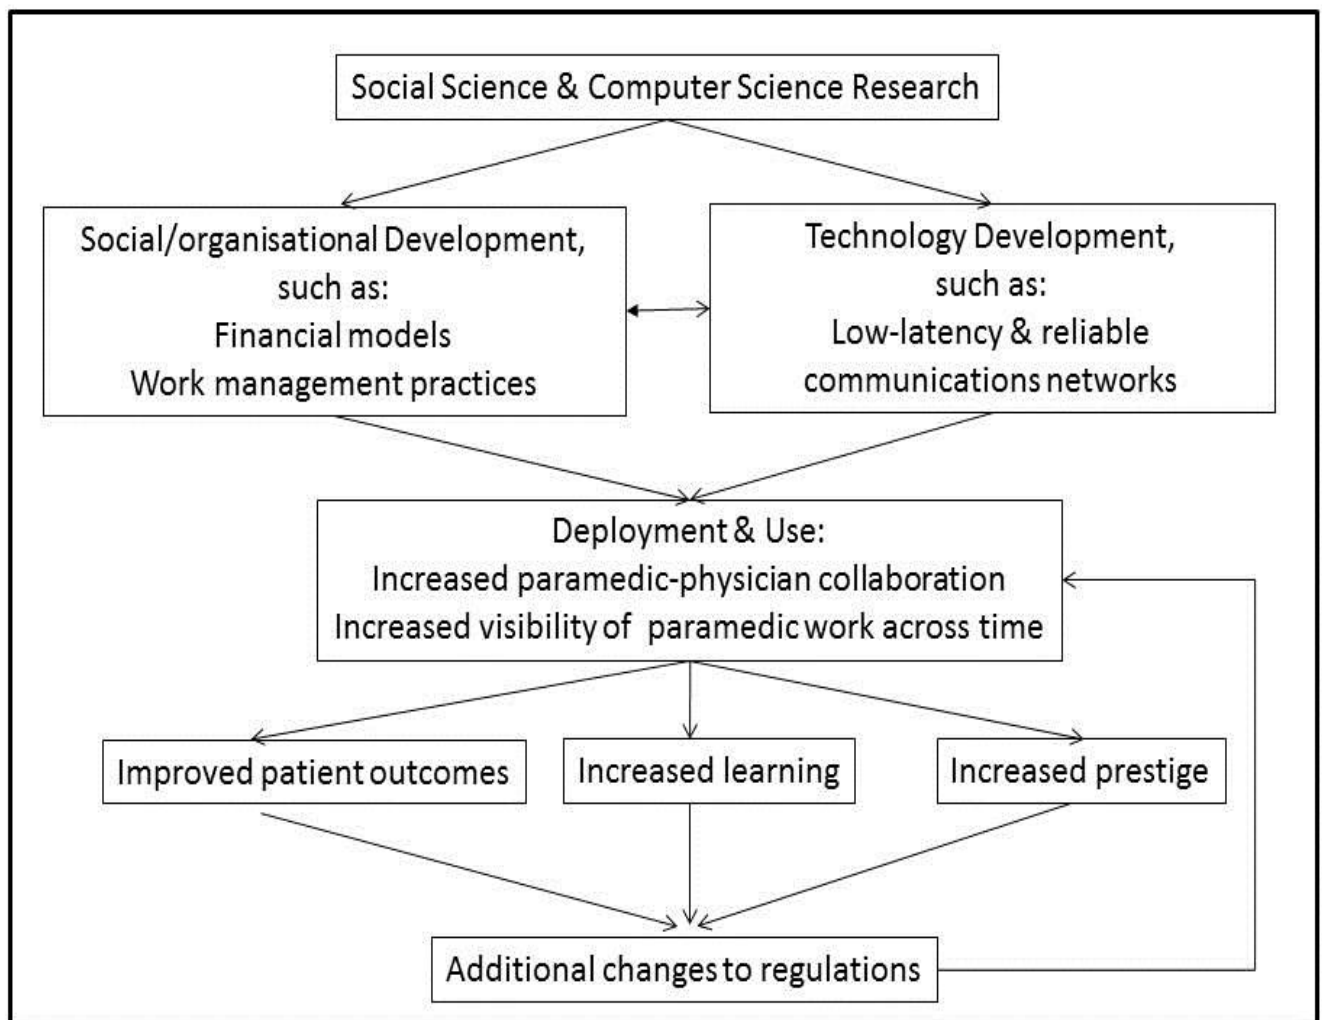 Social Science & Computer Science Research
Social/organisational Development,
such as:
Financial models
Work management practices
Technology Development,
such as:
Low-latency & reliable
communications networks
Deployment & Use:
Increased paramedic-physician collaboration
Increased visibility of paramedic work across time
Improved patient outcomes
Increased learning
Increased prestige
Additional changes to regulations